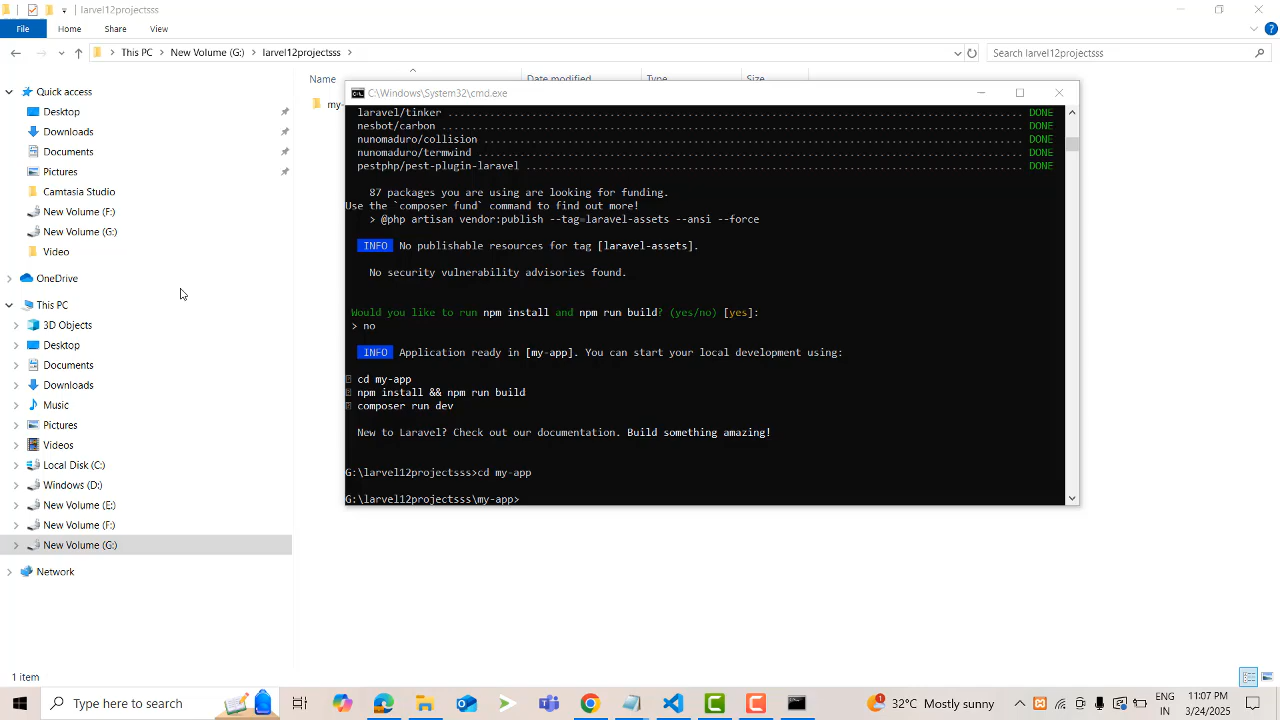 larvel12projectsss
File
Home
Share
View
This PC
New Volume (G:)
larvel12projectsss
Search larvel12projectsss
Name
Date modified
Type
Size
Quick access
Desktop
Downloads
Documents
Pictures
Camtasia Studio
New Volume (F:)
New Volume (G:)
Video
OneDrive
This PC
3D Objects
Desktop
Documents
Downloads
Music
Pictures
Videos
Local Disk (C:)
Windows (D:)
New Volume (E:)
New Volume (F:)
New Volume (G:)
Network
my-
C:\Windows\System32\cmd.exe
laravel/tinker ................................ DONE
nesbot/carbon ................................ DONE
nunomaduro/collision ................................ DONE
nunomaduro/termwind ................................ DONE
pestphp/pest-plugin-laravel ................................ DONE
87 packages you are using are looking for funding.
Use the `composer fund` command to find out more!
> @php artisan vendor:publish --tag=laravel-assets --ansi --force
INFO No publishable resources for tag [laravel-assets].
No security vulnerability advisories found.
Would you like to run npm install and npm run build? (yes/no) [yes]:
> no
INFO Application ready in [my-app]. You can start your local development using:
cd my-app
npm install && npm run build
composer run dev
New to Laravel? Check out our documentation. Build something amazing!
G:\larvel12projectsss>cd my-app
G:\larvel12projectsss\my-app>
1 item
Type here to search
32°C Mostly sunny
ENG
IN
11:07 PM
3/24/2025